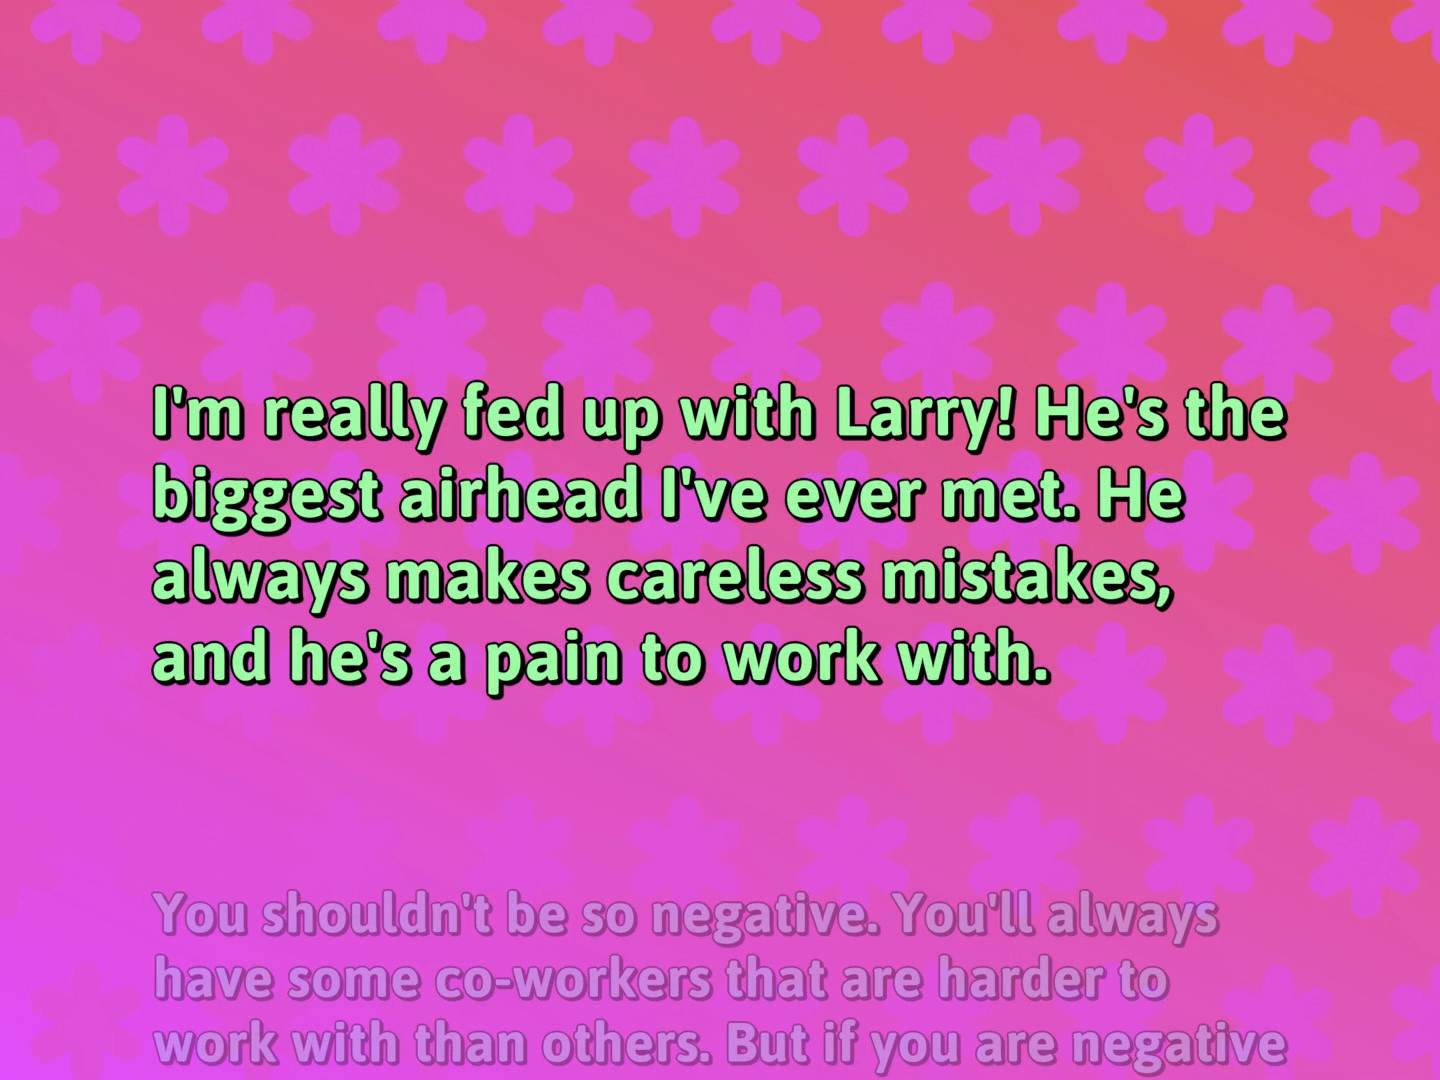 I'm really fed up with Larry! He's the
biggest airhead I've ever met. He
always makes careless mistakes,
and he's a pain to work with.
You shouldn't be so negative. You'll always
have some co-workers that are harder to
work with than others. But if you are negative